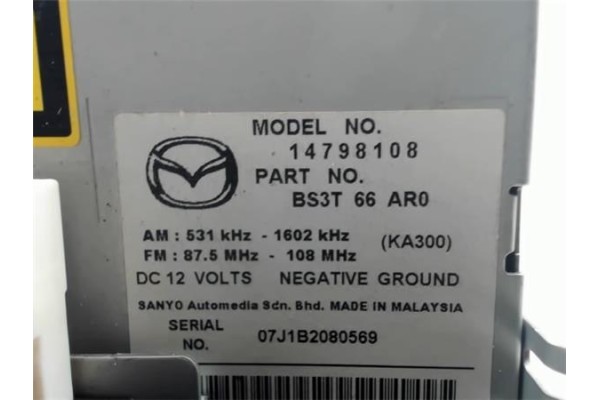 MODEL NO.
14798108
PART NO.
BS3T 66 AR0
AM : 531 kHz - 1602 kHz
(KA300)
FM : 87.5 MHz - 108 MHz
DC 12 VOLTS NEGATIVE GROUND
SANYO Automedia Sdn. Bhd. MADE IN MALAYSIA
SERIAL NO. 07J1B2080569